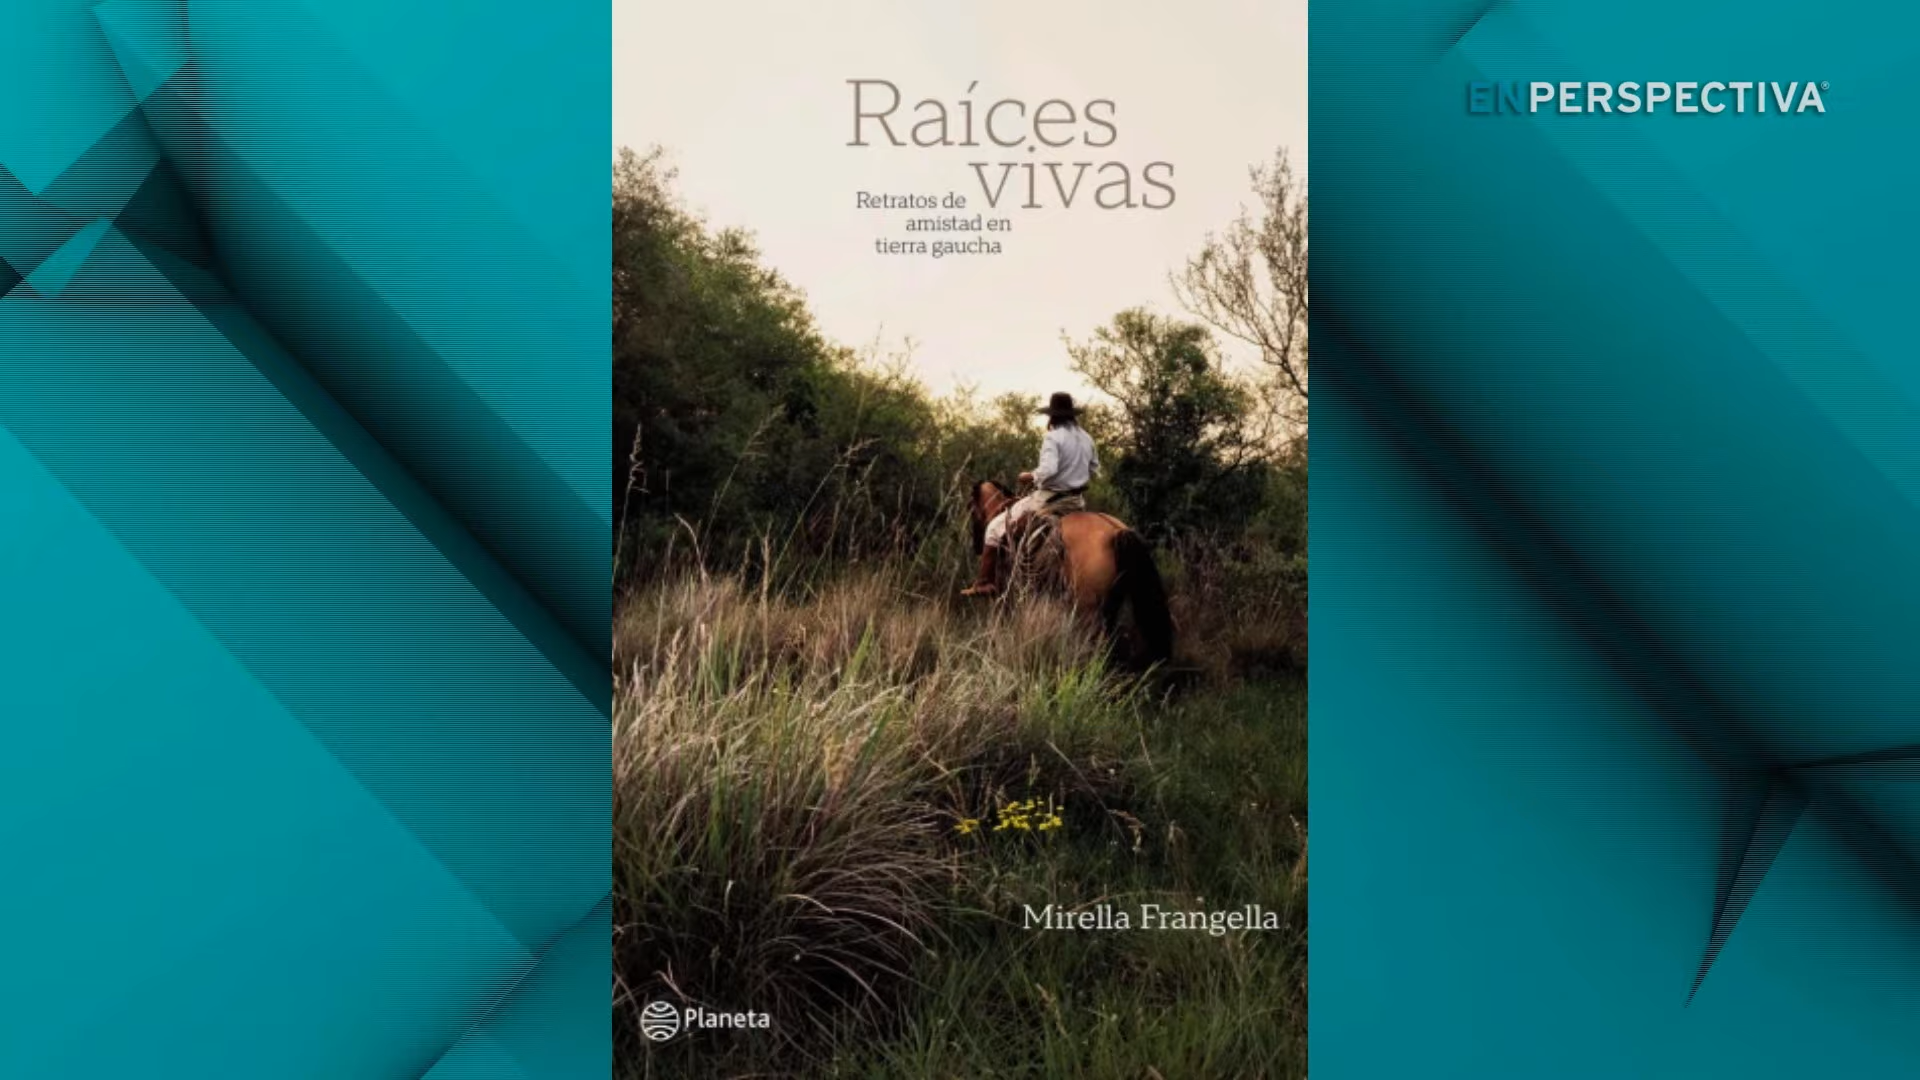 Raíces
vivas
Retratos de
amistad en
tierra gaucha
Mirella Frangella
Planeta
ENPERSPECTIVA®